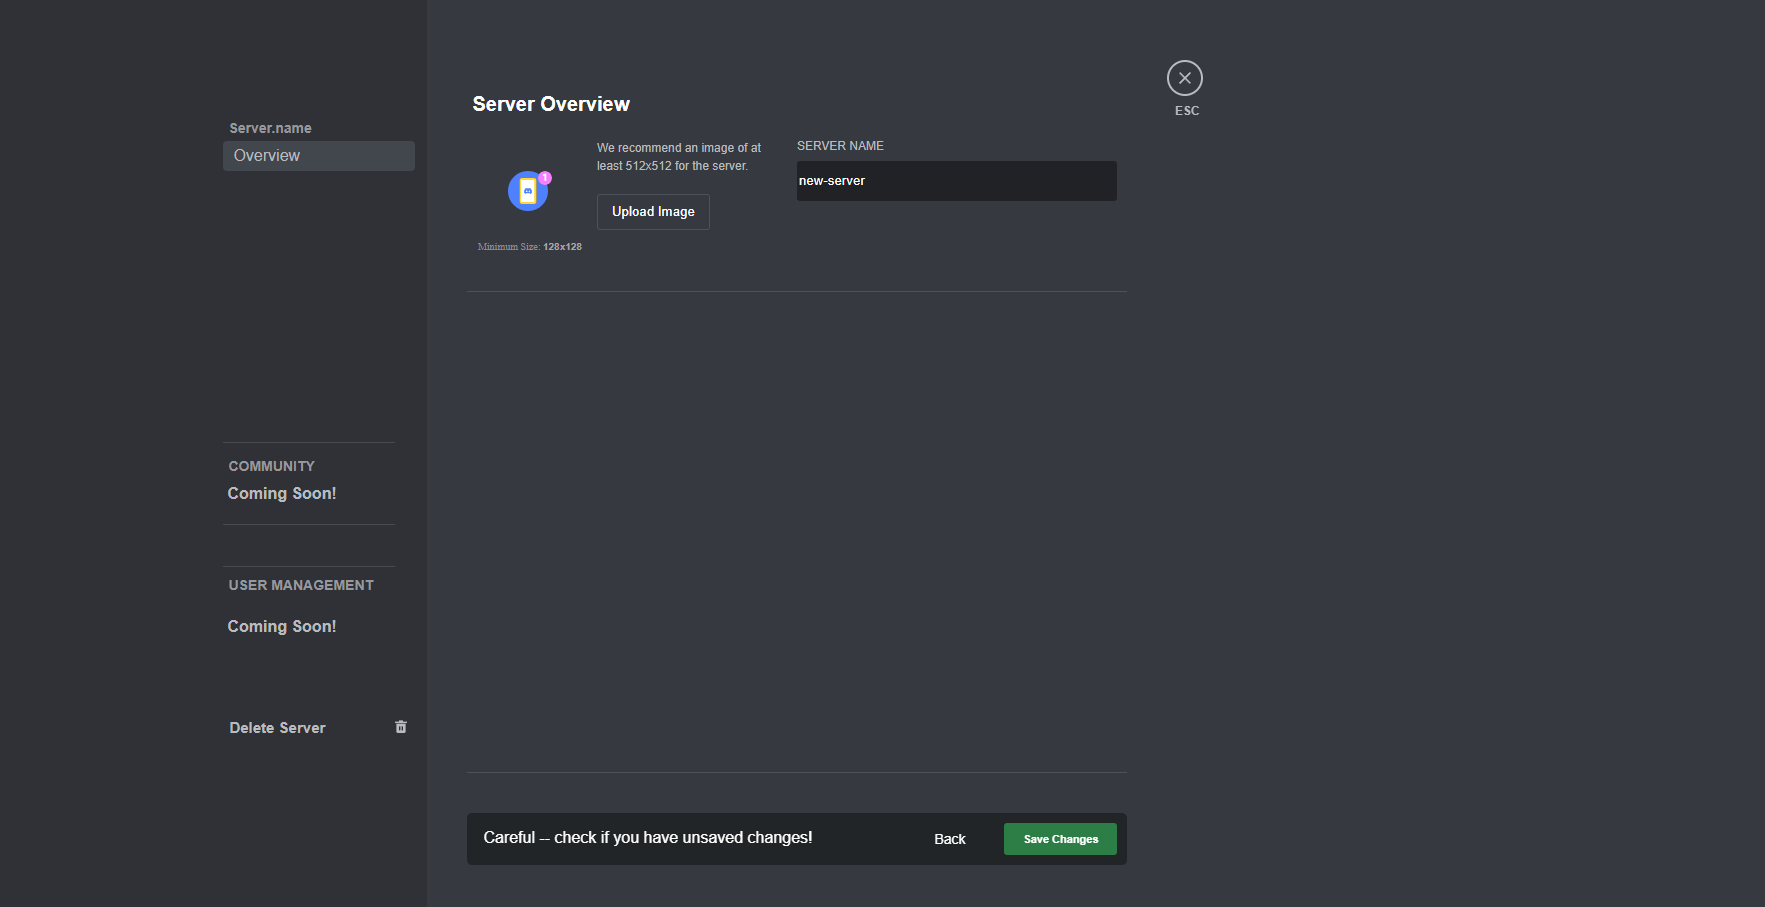 Server.name
Overview
COMMUNITY
Coming Soon!
USER MANAGEMENT
Coming Soon!
Delete Server
Server Overview
1
We recommend an image of at
least 512x512 for the server.
Upload Image
Minimum Size: 128x128
SERVER NAME
new-server
ESC
Careful -- check if you have unsaved changes!
Back
Save Changes